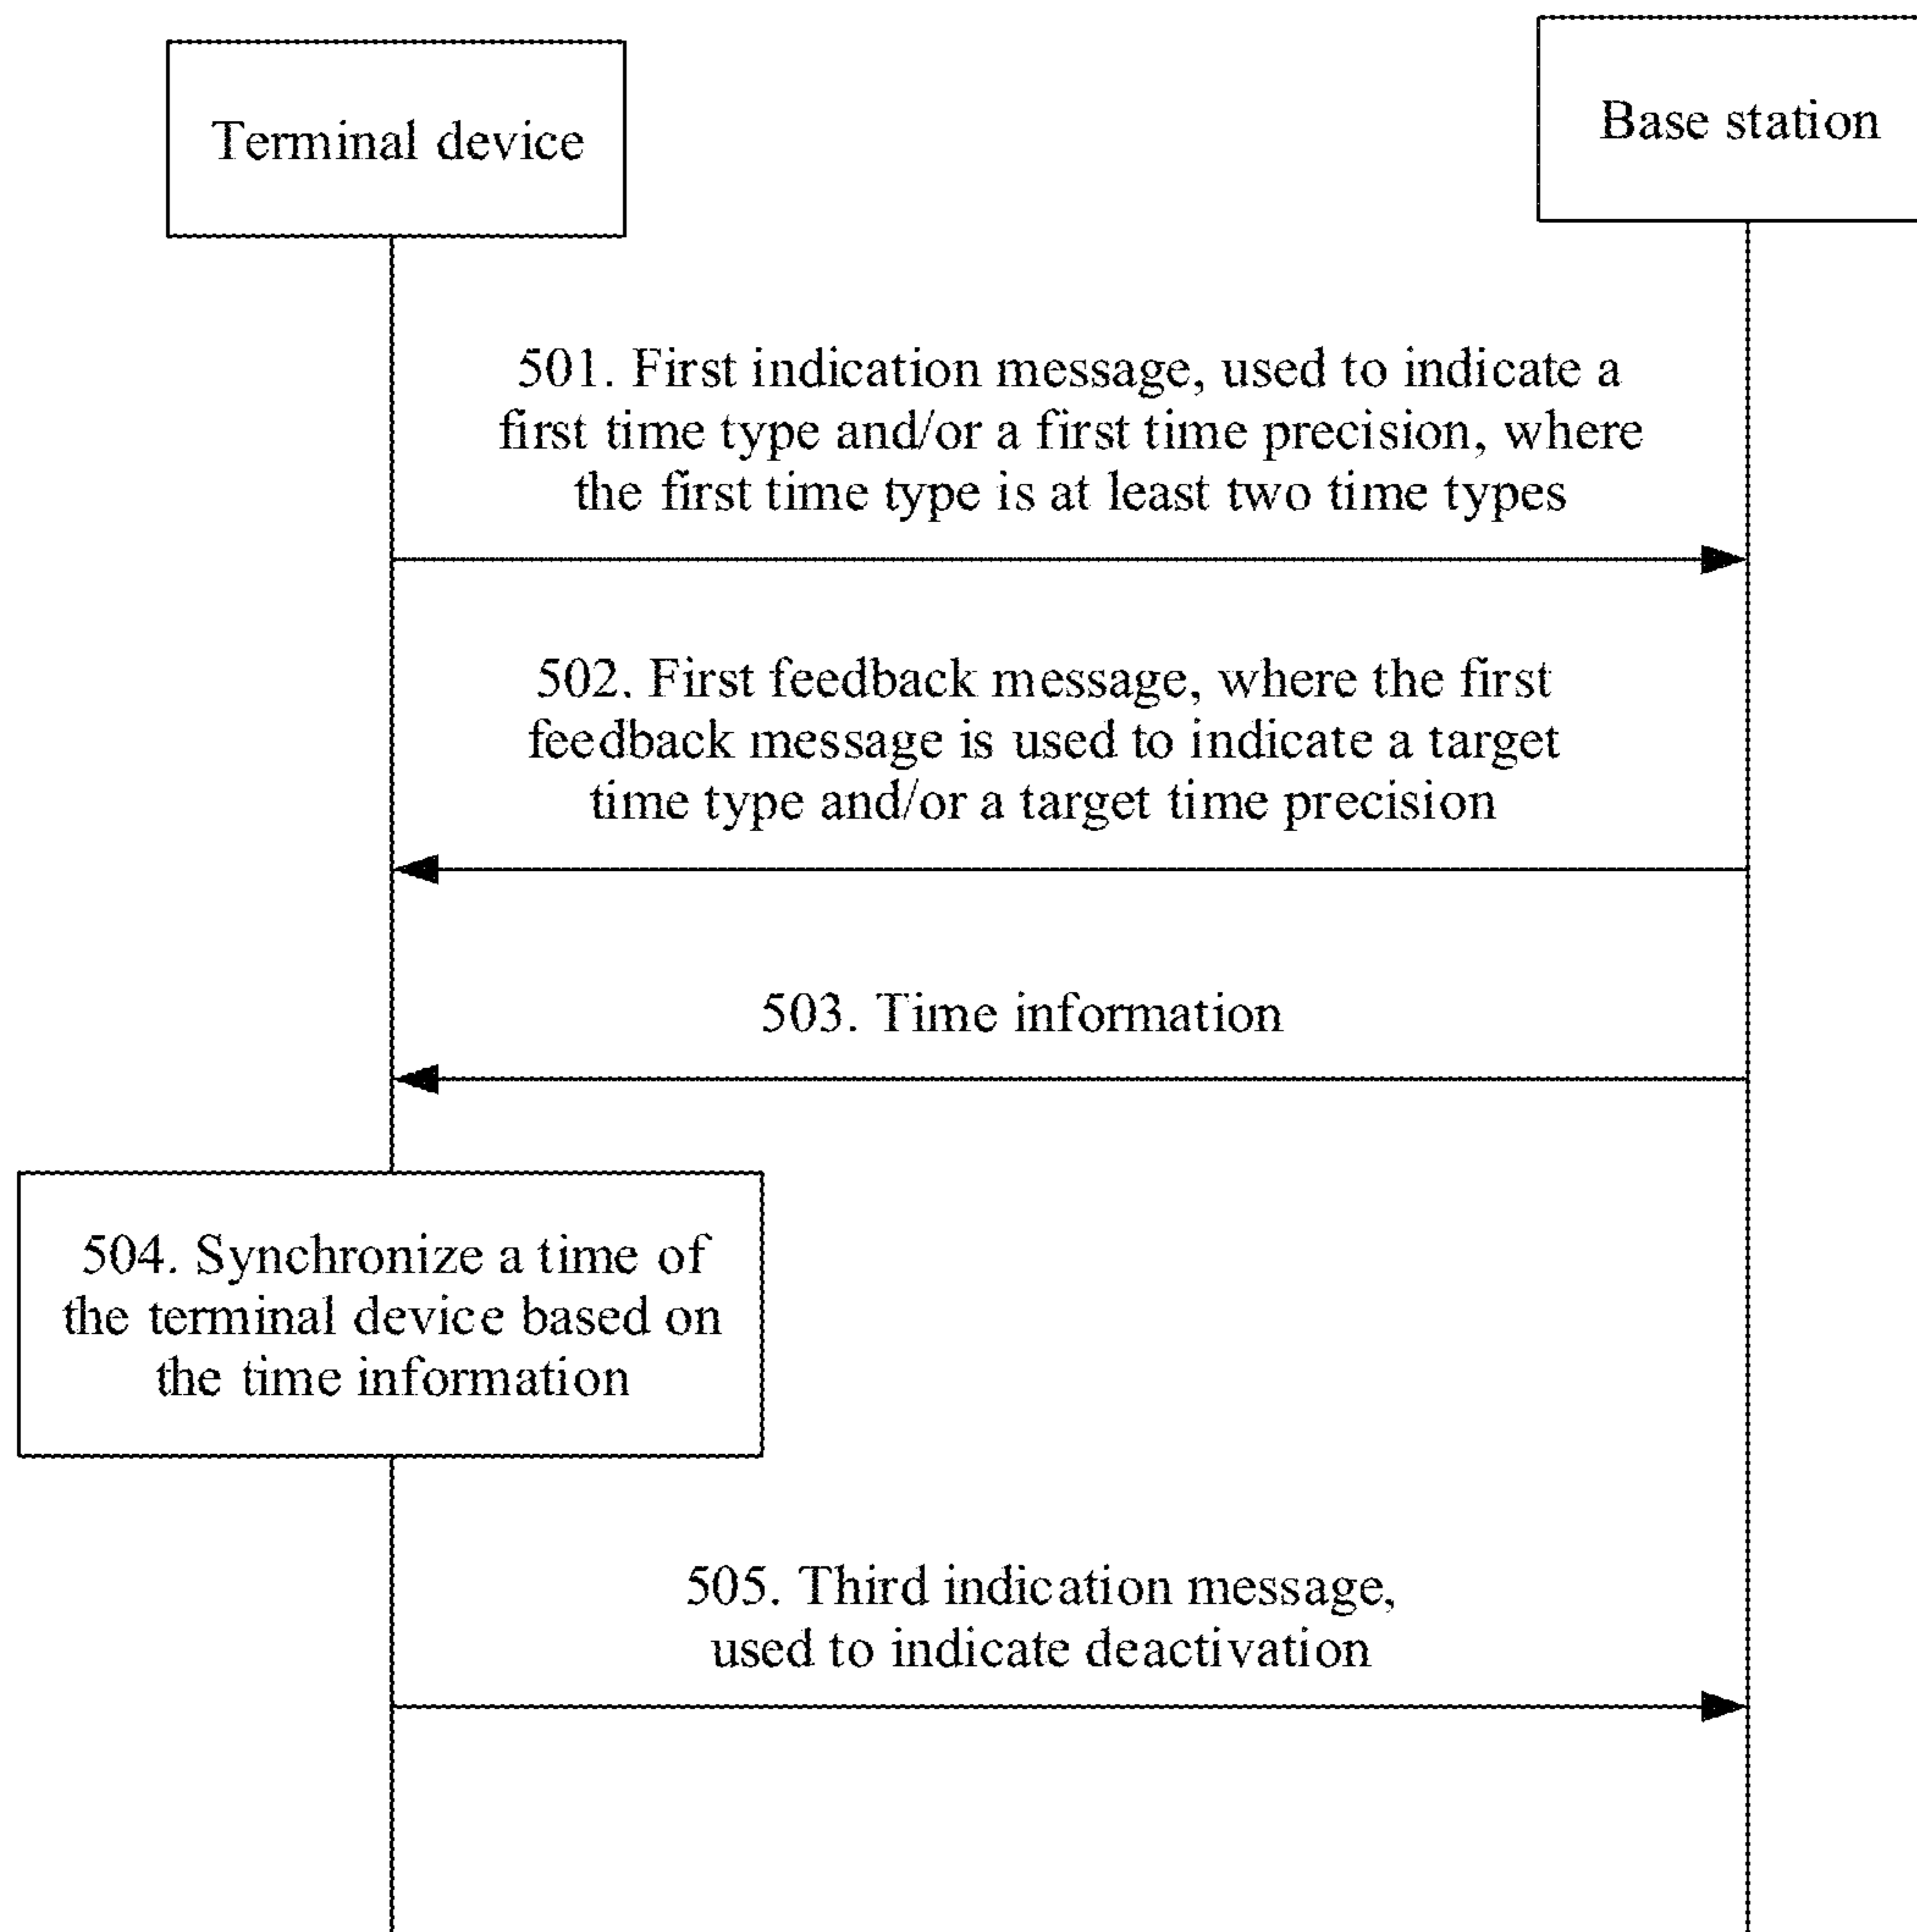 Terminal device
Base station
501. First indication message, used to indicate a
first time type and/or a first time precision, where
the first time type is at least two time types
502. First feedback message, where the first
feedback message is used to indicate a target
time type and/or a target time precision
503. Time information
504. Synchronize a time of
the terminal device based on
the time information
505. Third indication message,
used to indicate deactivation